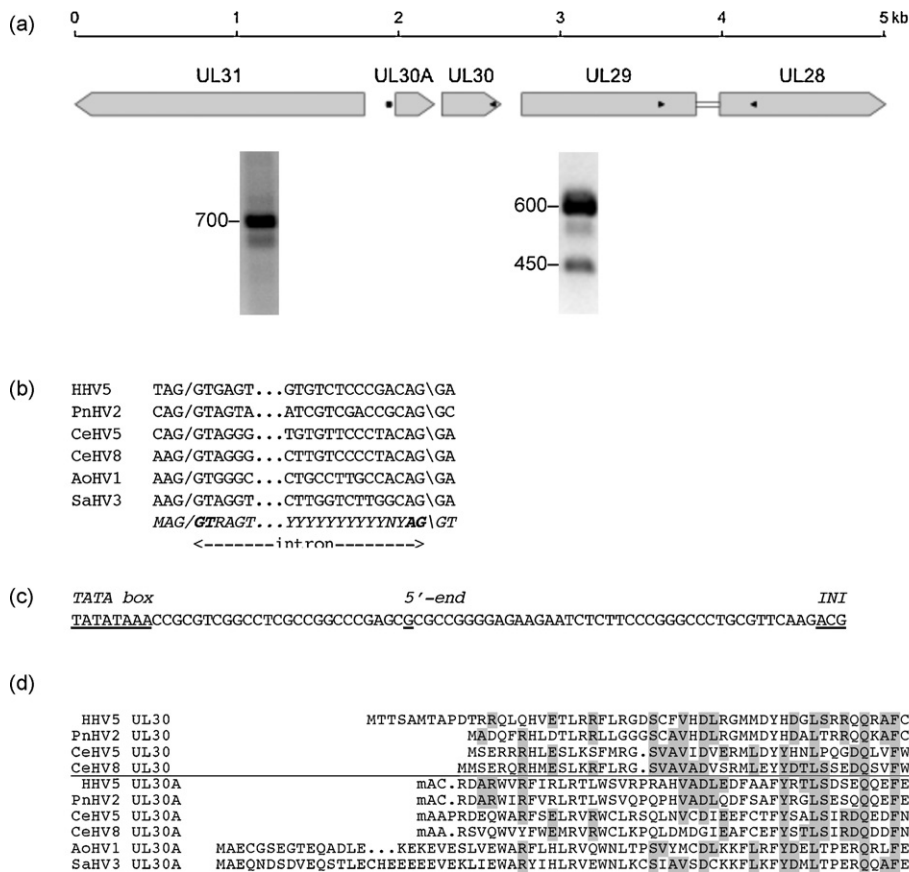 (a)
0 1 2 3 4 5 kb
UL31 UL30A UL30 UL29 UL28
700
600
450
(b)
HHV5 TAG/GTGAGT...GTGTCTCCCGACAG\GA
PnHV2 CAG/GTAGTA...ATCGTCGACCGCAG\GC
CeHV5 CAG/GTAGGG...TGTGTTCCCTACAG\GA
CeHV8 AAG/GTAGGG...CTTGTCCCCTACAG\GA
AoHV1 AAG/GTGGGC...CTGCCTTGCCACAG\GA
SaHV3 AAG/GTAGGT...CTTGGTCTTGGCAG\GA
MAG/GTRAGT...YYYYYYYYYYNYAG\GT
<-------intron-------->
(c)
TATA box 5'-end INI
TATATAAACCGCGTCGGCCTCGCCGGCCCGAGCGCGCCGGGGAGAAGAATCTCTTCCCGGGCCCTGCGTTCAAGACG
(d)
HHV5 UL30 MTTSAMTAPDTRRQLQHVETLRRFLRGDSCFVHDLRGMMDYHDGLSRRQQRAFC
PnHV2 UL30 MADQFRHLDTLRRLLGGGSCAVHDLRGMMDYHDALTRRQQKAFC
CeHV5 UL30 MSERRRHLESLKSFMRG.SVAVIDVERMLDYHNLPQGDQLVFW
CeHV8 UL30 MMSERQRHMESLKRFLRG.SVAVADVSRMLEYYDTLSSEDQSVFW
HHV5 UL30A mAC.RDARWVRFIRLRTLWSVRPRAHVADLEDFAAFYRTLSDSEQQEFE
PnHV2 UL30A mAC.RDARWIRFVRLRTLWSVQPQPHVADLQDFSAFYRGLSESQQQEFE
CeHV5 UL30A mAAPRDEQWARFSELRVRWCLRSQLNVCDIEEFCTFYSALSIRDQEDFN
CeHV8 UL30A mAA.RSVQWVYFWEMRVRWCLKPQLDMDGIEAFCEFYSTLSIRDQDDFN
AoHV1 UL30A MAECGSEGTEQADLE...KEKEVESLVEWARFLHLRVQWNLTPSVYMCDLKKFLRFYDELTPERQRLFE
SaHV3 UL30A MAEQNDSDVEQSTLECHEEEEEVEKLIEWARYIHLRVEWNLKCSIAVSDCKKFLKFYDMLTPERQQAFE